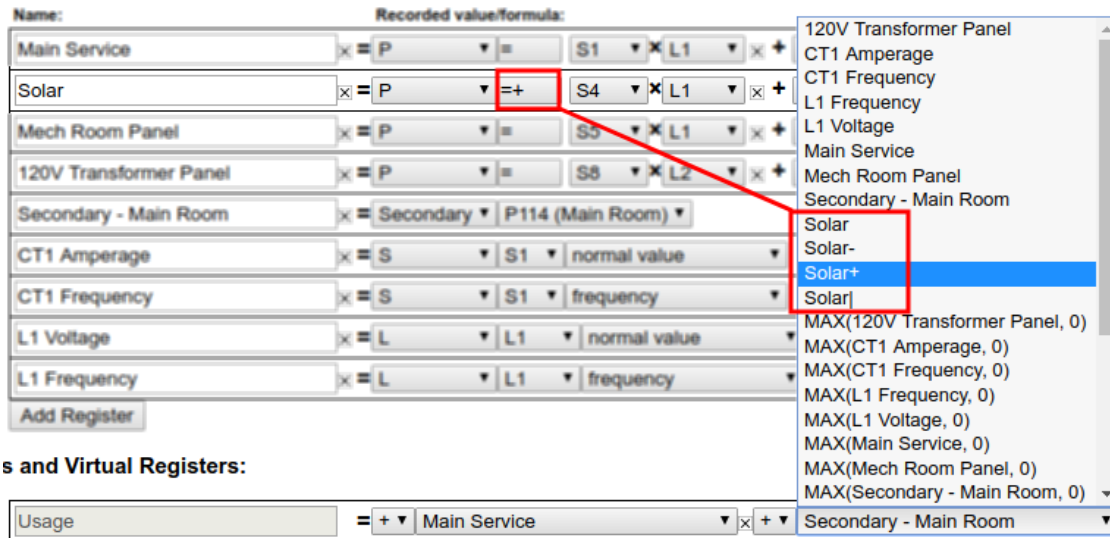 Name: Recorded value/formula:
Main Service × = P ▼ = S1 ▼ × L1 ▼ × +
Solar × = P ▼ =+ S4 ▼ × L1 ▼ × +
Mech Room Panel × = P ▼ = S5 ▼ × L1 ▼ × +
120V Transformer Panel × = P ▼ = S8 ▼ × L2 ▼ × +
Secondary - Main Room × = Secondary ▼ P114 (Main Room) ▼
CT1 Amperage × = S ▼ S1 ▼ normal value ▼
CT1 Frequency × = S ▼ S1 ▼ frequency ▼
L1 Voltage × = L ▼ L1 ▼ normal value ▼
L1 Frequency × = L ▼ L1 ▼ frequency ▼
Add Register
120V Transformer Panel
CT1 Amperage
CT1 Frequency
L1 Frequency
L1 Voltage
Main Service
Mech Room Panel
Secondary - Main Room
Solar
Solar-
Solar+
Solar|
MAX(120V Transformer Panel, 0)
MAX(CT1 Amperage, 0)
MAX(CT1 Frequency, 0)
MAX(L1 Frequency, 0)
MAX(L1 Voltage, 0)
MAX(Main Service, 0)
MAX(Mech Room Panel, 0)
MAX(Secondary - Main Room, 0)
s and Virtual Registers:
Usage = + ▼ Main Service ▼ × + ▼ Secondary - Main Room ▼